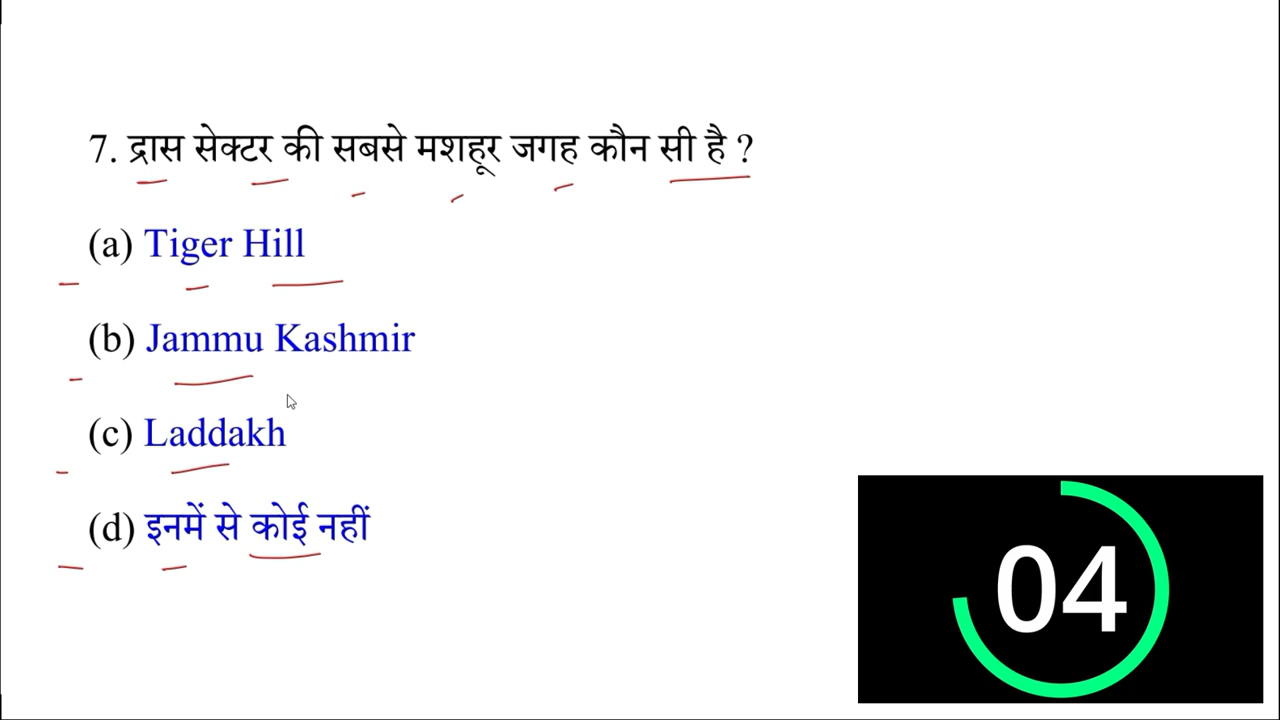 7. द्रास सेक्टर की सबसे मशहूर जगह कौन सी है ?
(a) Tiger Hill
(b) Jammu Kashmir
(c) Laddakh
(d) इनमें से कोई नहीं
04